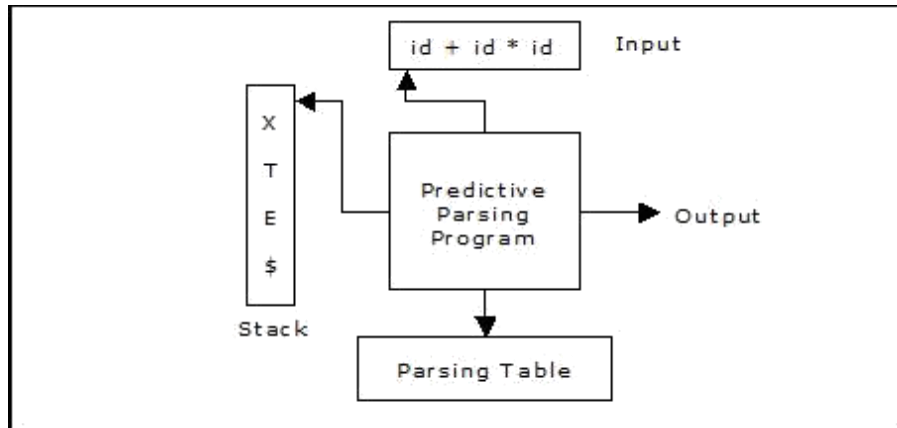 id + id * id
Input
X
T
E
$
Stack
Predictive
Parsing
Program
Output
Parsing Table